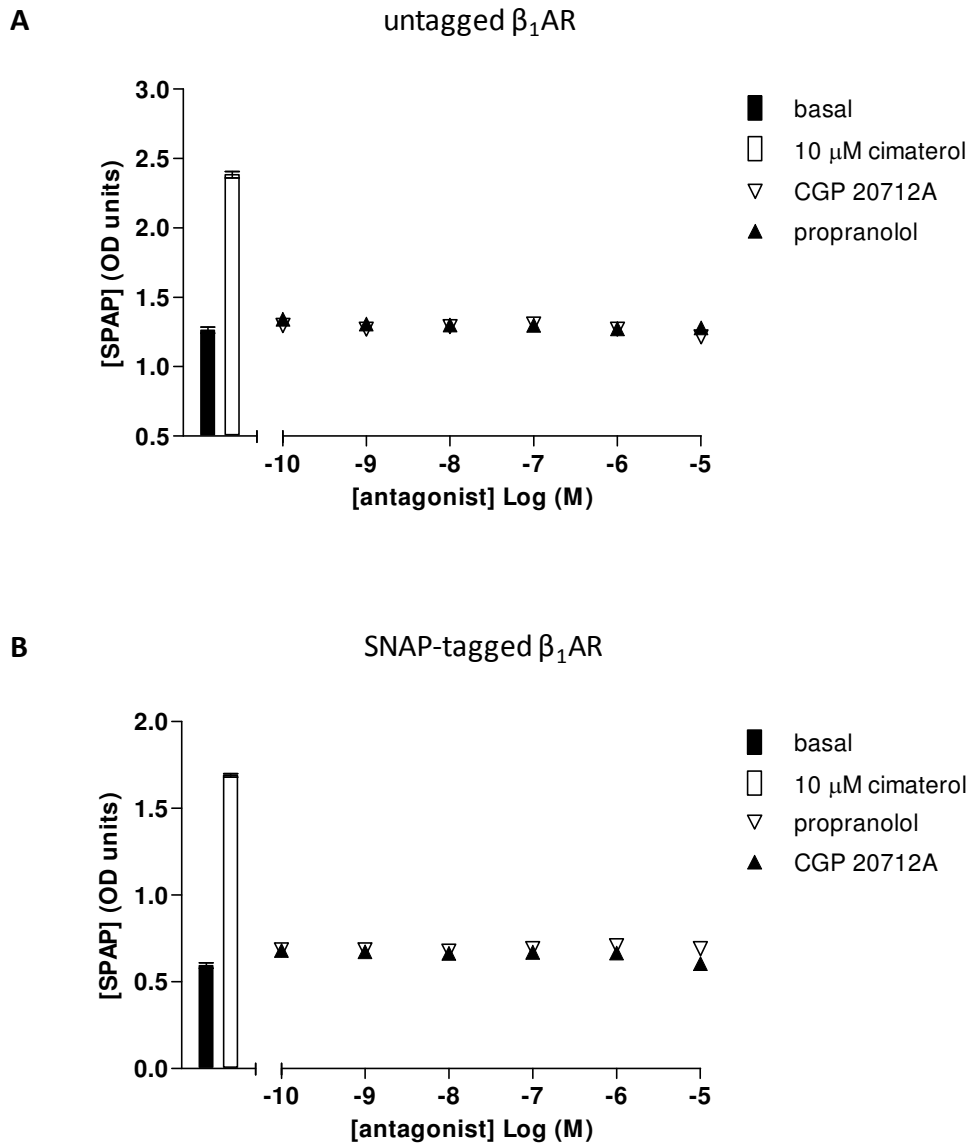 A
untagged β₁AR
3.0
2.5
2.0
1.5
1.0
0.5
[SPAP] (OD units)
-10 -9 -8 -7 -6 -5
[antagonist] Log (M)
basal
10 μM cimaterol
CGP 20712A
propranolol
B
SNAP-tagged β₁AR
2.0
1.5
1.0
0.5
0.0
[SPAP] (OD units)
-10 -9 -8 -7 -6 -5
[antagonist] Log (M)
basal
10 μM cimaterol
propranolol
CGP 20712A